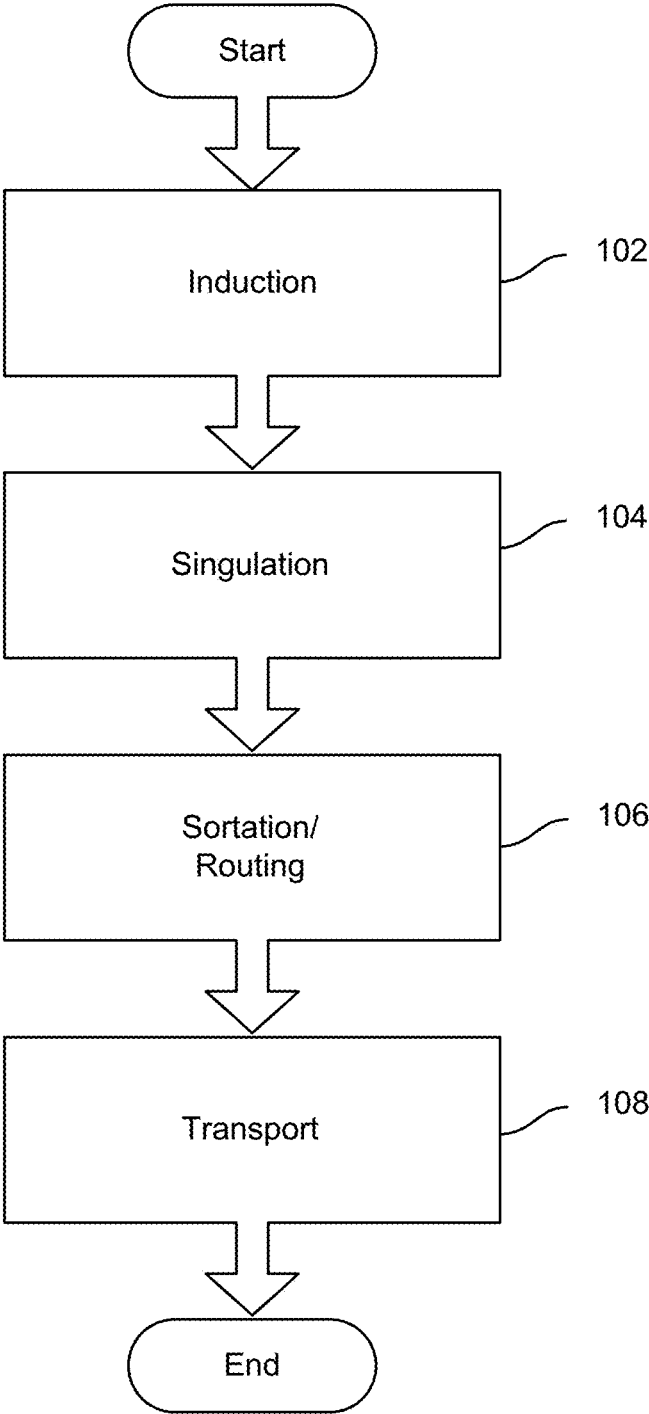 Start
Induction
102
Singulation
104
Sortation/
Routing
106
Transport
108
End